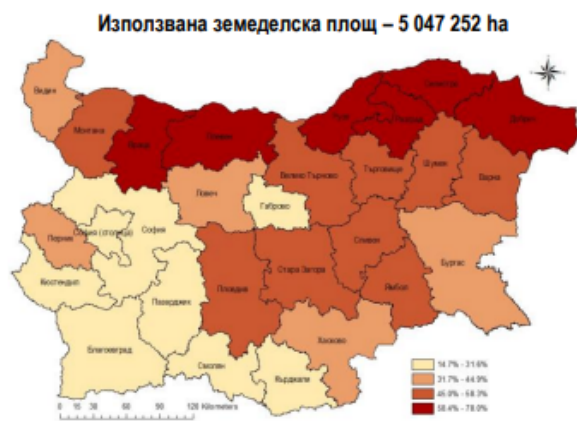 Използвана земеделска площ – 5 047 252 ha
Видин
Монтана
Враца
Плевен
Русе
Разград
Силистра
Добрич
Велико Търново
Търговище
Шумен
Варна
Ловеч
Габрово
София (столица)
София
Перник
Кюстендил
Пазарджик
Пловдив
Стара Загора
Сливен
Ямбол
Бургас
Благоевград
Смолян
Кърджали
Хасково
14.7% - 31.6%
31.7% - 44.9%
45.0% - 58.3%
58.4% - 78.0%
0 15 30 60 90 120 Kilometers